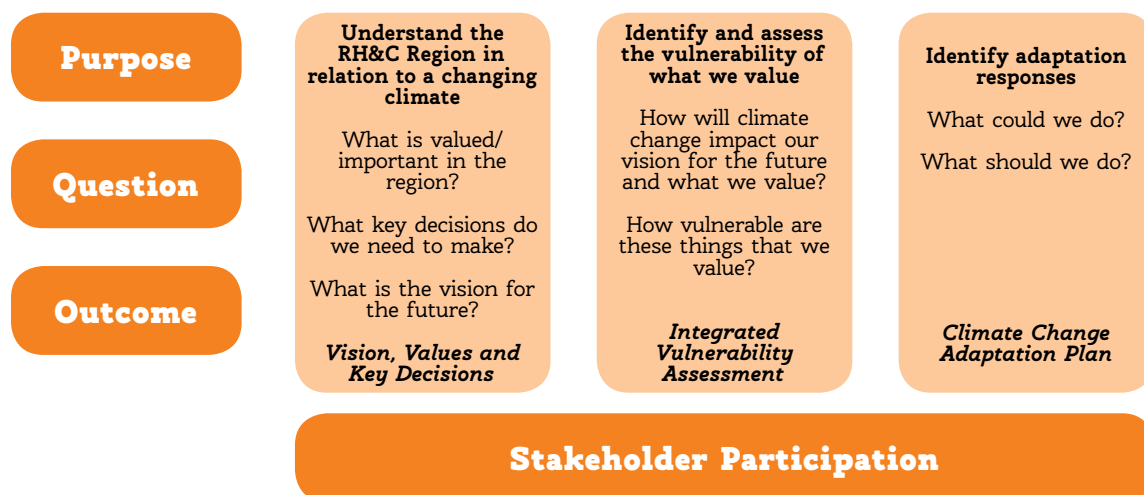 Purpose
Question
Outcome
Understand the
RH&C Region in
relation to a changing
climate
What is valued/
important in the
region?
What key decisions do
we need to make?
What is the vision for
the future?
Vision, Values and
Key Decisions
Identify and assess
the vulnerability of
what we value
How will climate
change impact our
vision for the future
and what we value?
How vulnerable are
these things that we
value?
Integrated
Vulnerability
Assessment
Identify adaptation
responses
What could we do?
What should we do?
Climate Change
Adaptation Plan
Stakeholder Participation